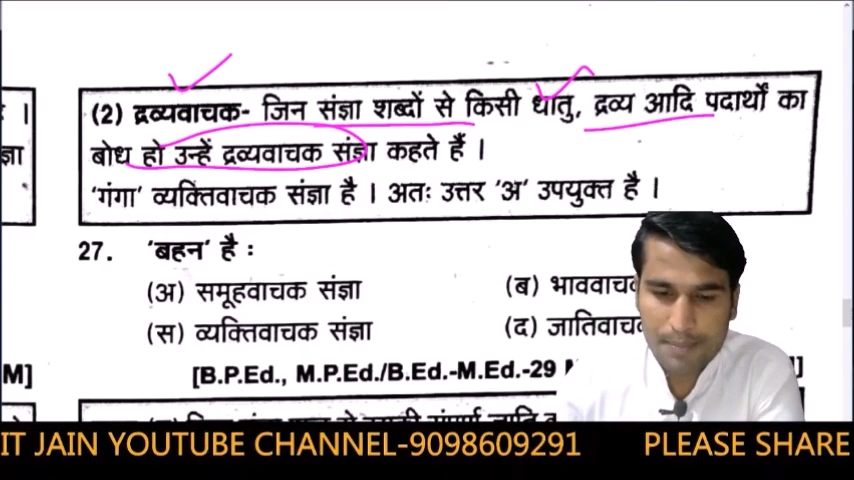 (2) द्रव्यवाचक- जिन संज्ञा शब्दों से किसी धातु, द्रव्य आदि पदार्थों का
बोध हो उन्हें द्रव्यवाचक संज्ञा कहते हैं ।
'गंगा' व्यक्तिवाचक संज्ञा है । अतः उत्तर 'अ' उपयुक्त है ।
27. 'बहन' है :
(अ) समूहवाचक संज्ञा (ब) भाववाच
(स) व्यक्तिवाचक संज्ञा (द) जातिवाच
M] [B.P.Ed., M.P.Ed./B.Ed.-M.Ed.-29
IT JAIN YOUTUBE CHANNEL-9098609291 PLEASE SHARE